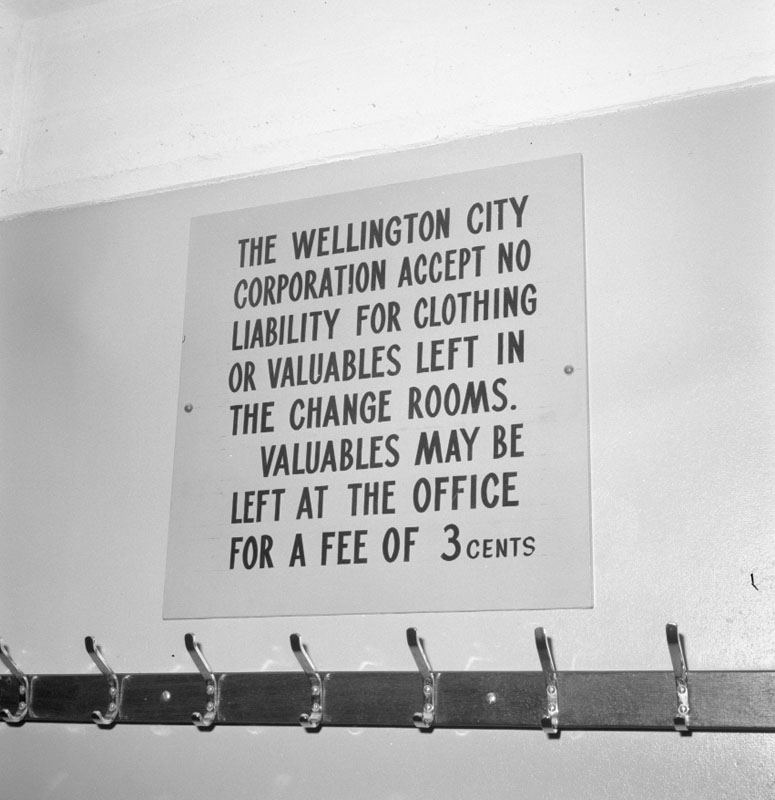 THE WELLINGTON CITY
CORPORATION ACCEPT NO
LIABILITY FOR CLOTHING
OR VALUABLES LEFT IN
THE CHANGE ROOMS.
VALUABLES MAY BE
LEFT AT THE OFFICE
FOR A FEE OF 3 CENTS